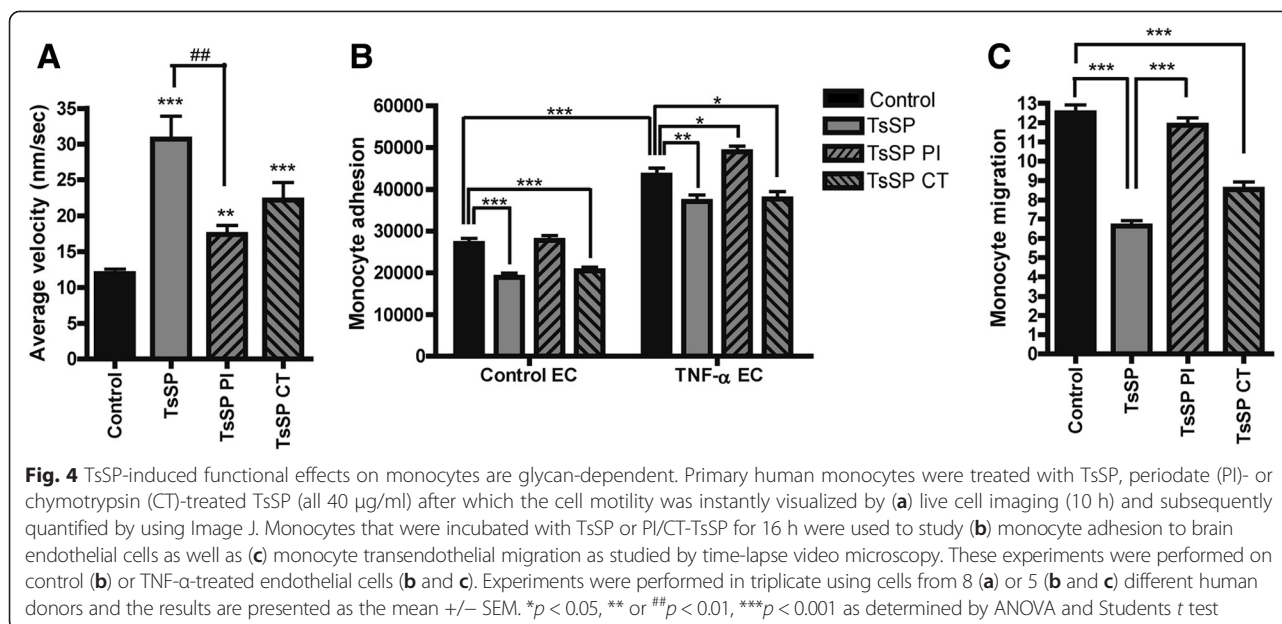 A
##
***
**
***
Average velocity (nm/sec)
35
30
25
20
15
10
5
0
Control
TsSP
TsSP PI
TsSP CT
B
Monocyte adhesion
60000
50000
40000
30000
20000
10000
0
***
***
***
*
*
**
Control EC
TNF-α EC
Control
TsSP
TsSP PI
TsSP CT
C
***
***
***
Monocyte migration
13
12
11
10
9
8
7
6
5
4
3
2
1
0
Control
TsSP
TsSP PI
TsSP CT
Fig. 4 TsSP-induced functional effects on monocytes are glycan-dependent. Primary human monocytes were treated with TsSP, periodate (PI)- or
chymotrypsin (CT)-treated TsSP (all 40 μg/ml) after which the cell motility was instantly visualized by (a) live cell imaging (10 h) and subsequently
quantified by using Image J. Monocytes that were incubated with TsSP or PI/CT-TsSP for 16 h were used to study (b) monocyte adhesion to brain
endothelial cells as well as (c) monocyte transendothelial migration as studied by time-lapse video microscopy. These experiments were performed on
control (b) or TNF-α-treated endothelial cells (b and c). Experiments were performed in triplicate using cells from 8 (a) or 5 (b and c) different human
donors and the results are presented as the mean +/− SEM. *p < 0.05, ** or ##p < 0.01, ***p < 0.001 as determined by ANOVA and Students t test